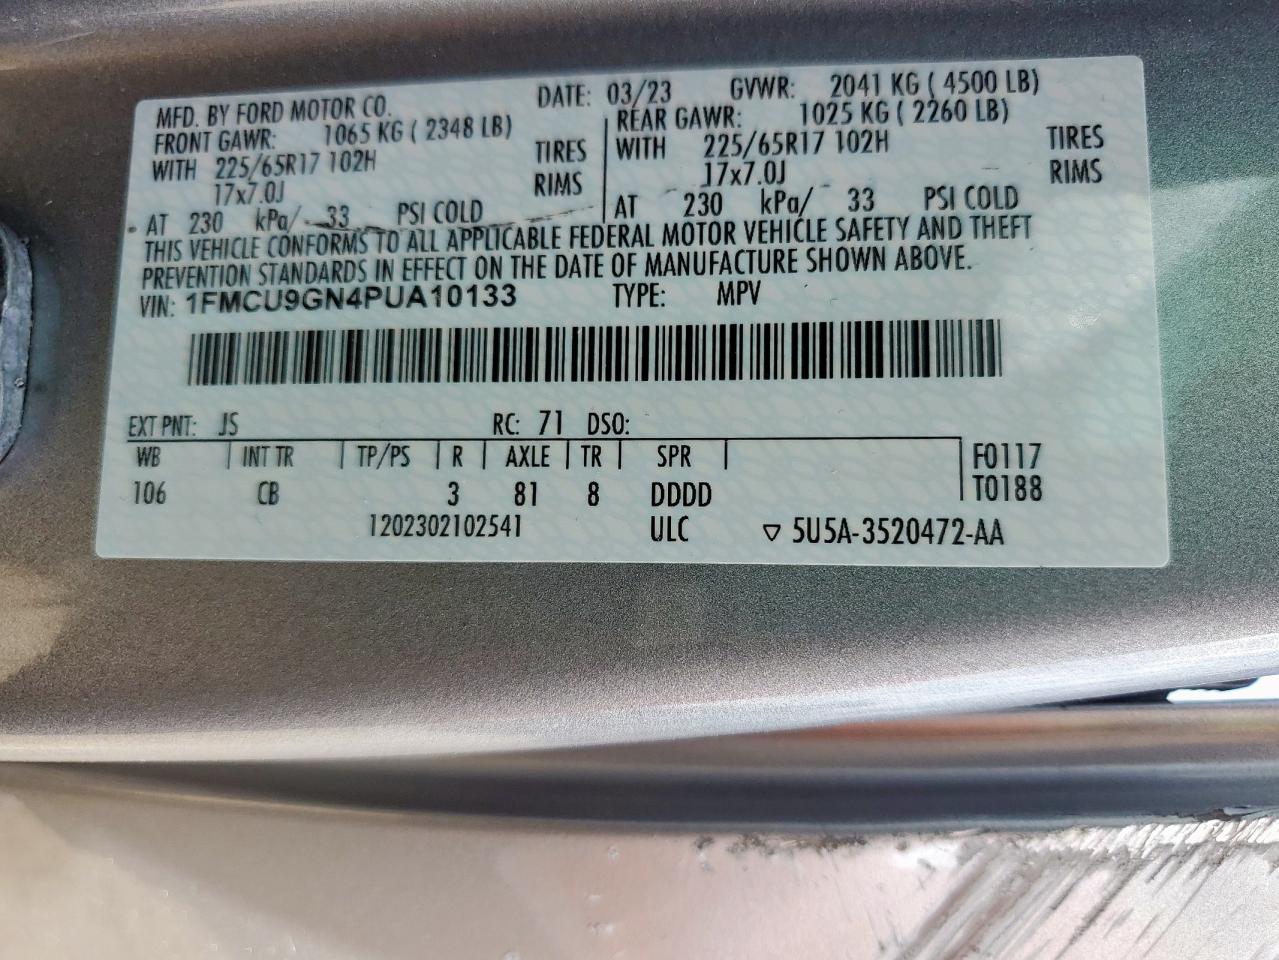 MFD. BY FORD MOTOR CO. DATE: 03/23 GVWR: 2041 KG ( 4500 LB)
FRONT GAWR: 1065 KG ( 2348 LB) REAR GAWR: 1025 KG ( 2260 LB)
WITH 225/65R17 102H TIRES WITH 225/65R17 102H TIRES
17x7.0J RIMS 17x7.0J RIMS
AT 230 kPa/ 33 PSI COLD AT 230 kPa/ 33 PSI COLD
THIS VEHICLE CONFORMS TO ALL APPLICABLE FEDERAL MOTOR VEHICLE SAFETY AND THEFT
PREVENTION STANDARDS IN EFFECT ON THE DATE OF MANUFACTURE SHOWN ABOVE.
VIN: 1FMCU9GN4PUA10133 TYPE: MPV
EXT PNT: JS RC: 71 DSO:
WB INT TR TP/PS R AXLE TR SPR F0117
106 CB 3 81 8 DDDD T0188
1202302102541 ULC ▽ 5U5A-3520472-AA